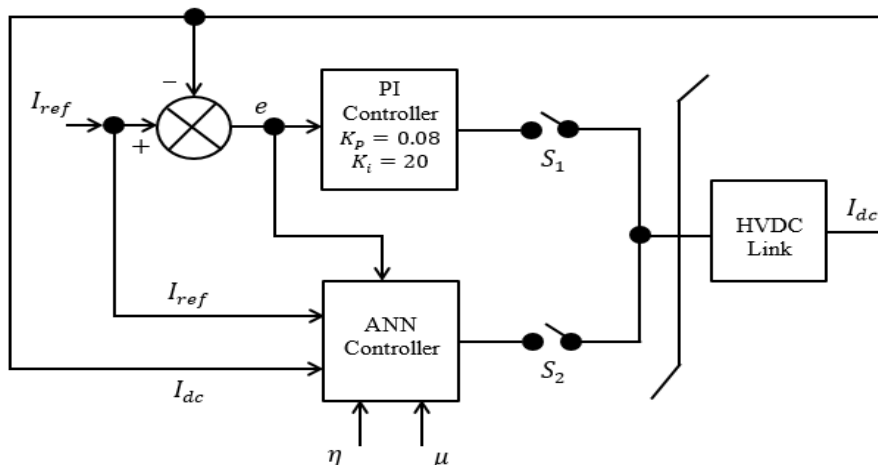 −
I_ref
+
e
PI
Controller
K_p = 0.08
K_i = 20
S_1
HVDC
Link
I_dc
I_ref
ANN
Controller
S_2
I_dc
η
μ